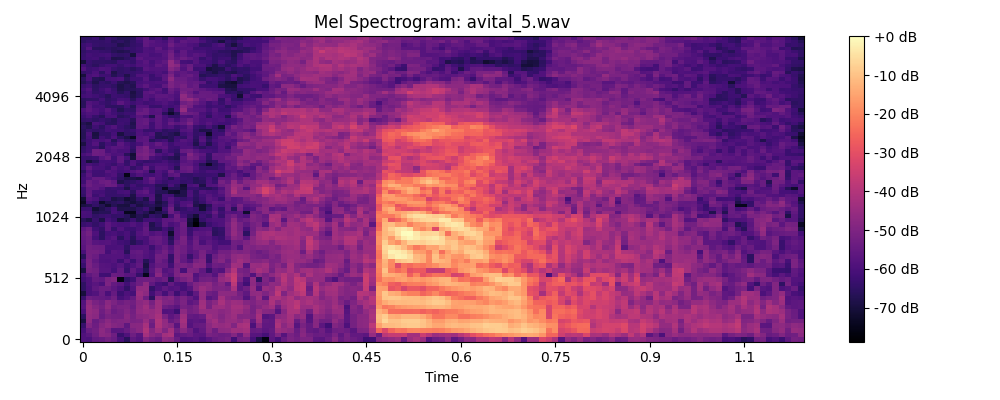 Mel Spectrogram: avital_5.wav
Hz
4096
2048
1024
512
0
0 0.15 0.3 0.45 0.6 0.75 0.9 1.1
Time
+0 dB
-10 dB
-20 dB
-30 dB
-40 dB
-50 dB
-60 dB
-70 dB